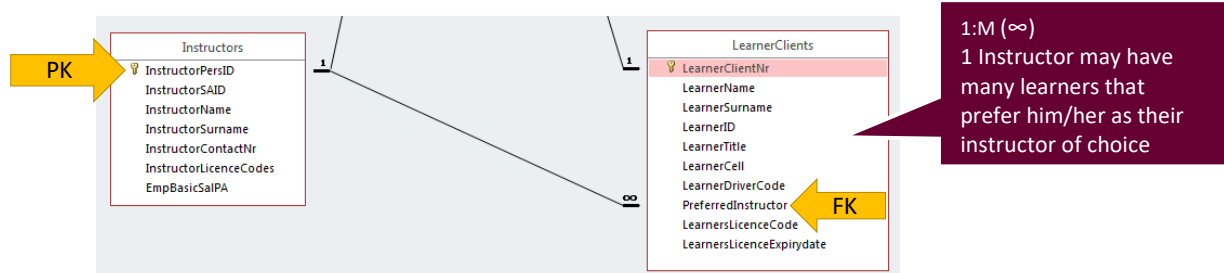 PK
Instructors
InstructorPersID
InstructorSAID
InstructorName
InstructorSurname
InstructorContactNr
InstructorLicenceCodes
EmpBasicSalPA
1
1
∞
LearnerClients
LearnerClientNr
LearnerName
LearnerSurname
LearnerID
LearnerTitle
LearnerCell
LearnerDriverCode
PreferredInstructor
LearnersLicenceCode
LearnersLicenceExpirydate
FK
1:M (∞)
1 Instructor may have
many learners that
prefer him/her as their
instructor of choice